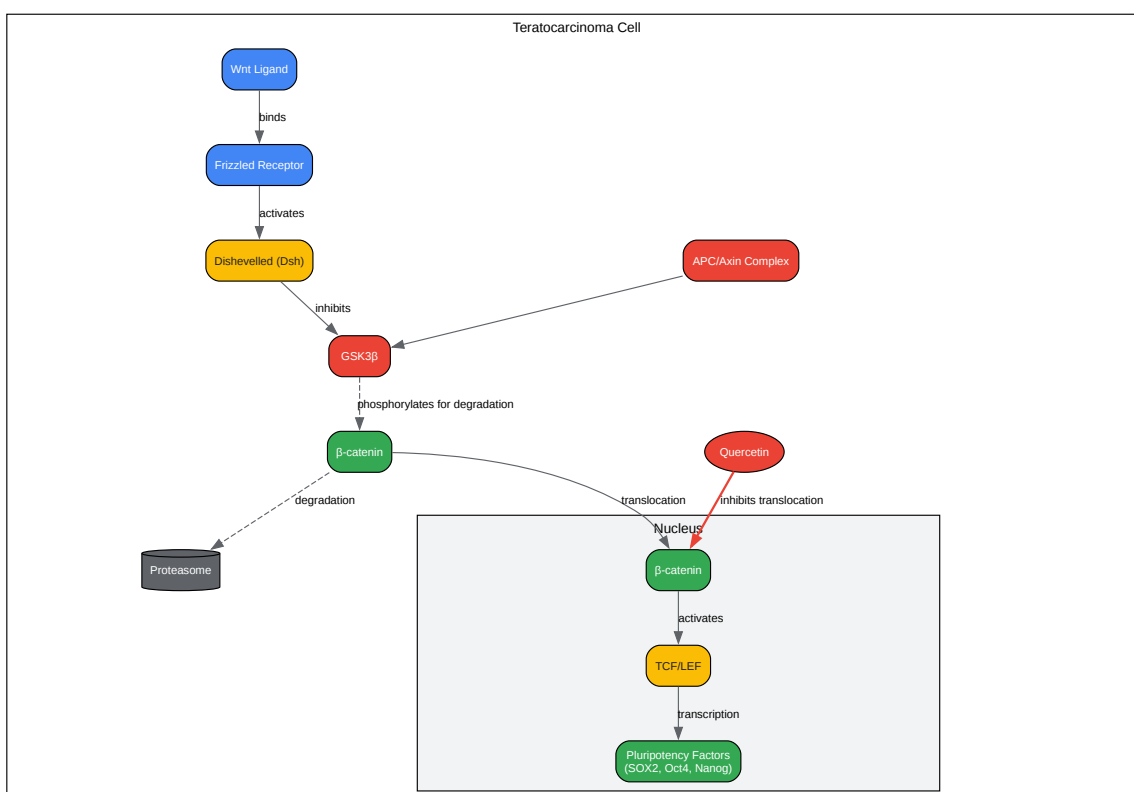 Teratocarcinoma Cell
Wnt Ligand
binds
Frizzled Receptor
activates
Dishevelled (Dsh)
APC/Axin Complex
inhibits
GSK3β
phosphorylates for degradation
β-catenin
Quercetin
degradation
translocation
inhibits translocation
Nucleus
Proteasome
β-catenin
activates
TCF/LEF
transcription
Pluripotency Factors
(SOX2, Oct4, Nanog)